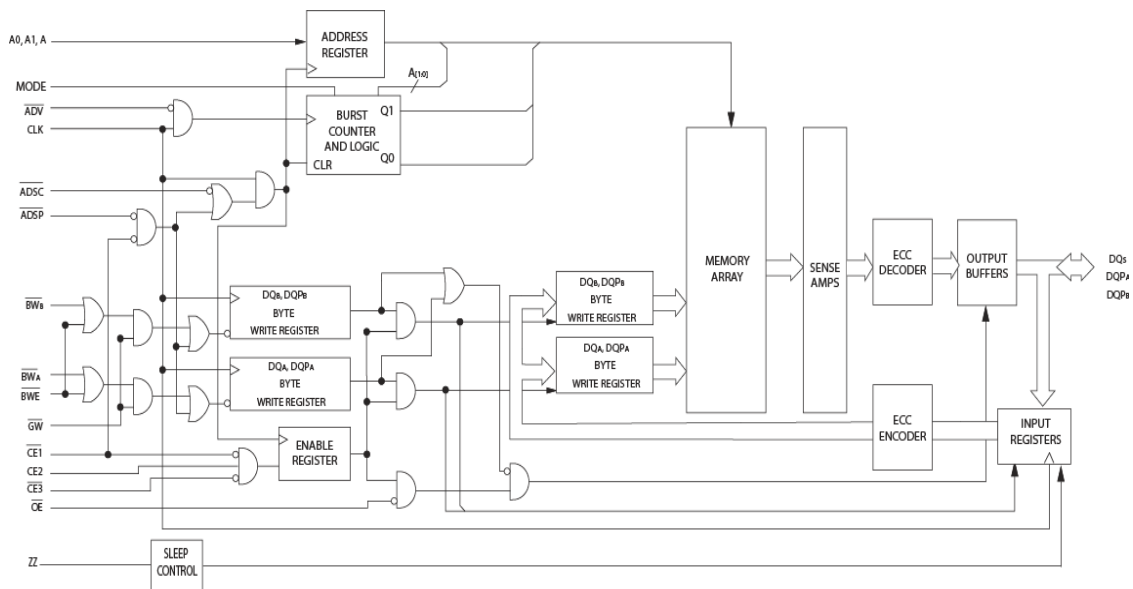 A0, A1, A
ADDRESS
REGISTER
MODE
A[1:0]
ADV
CLK
BURST
COUNTER
AND LOGIC
Q1
Q0
CLR
ADSC
ADSP
MEMORY
ARRAY
SENSE
AMPS
ECC
DECODER
OUTPUT
BUFFERS
DQs
DQPA
DQPB
BWB
DQB, DQPB
BYTE
WRITE REGISTER
DQB, DQPB
BYTE
WRITE REGISTER
BWA
BWE
DQA, DQPA
BYTE
WRITE REGISTER
DQA, DQPA
BYTE
WRITE REGISTER
GW
ECC
ENCODER
INPUT
REGISTERS
CE1
CE2
CE3
ENABLE
REGISTER
OE
ZZ
SLEEP
CONTROL